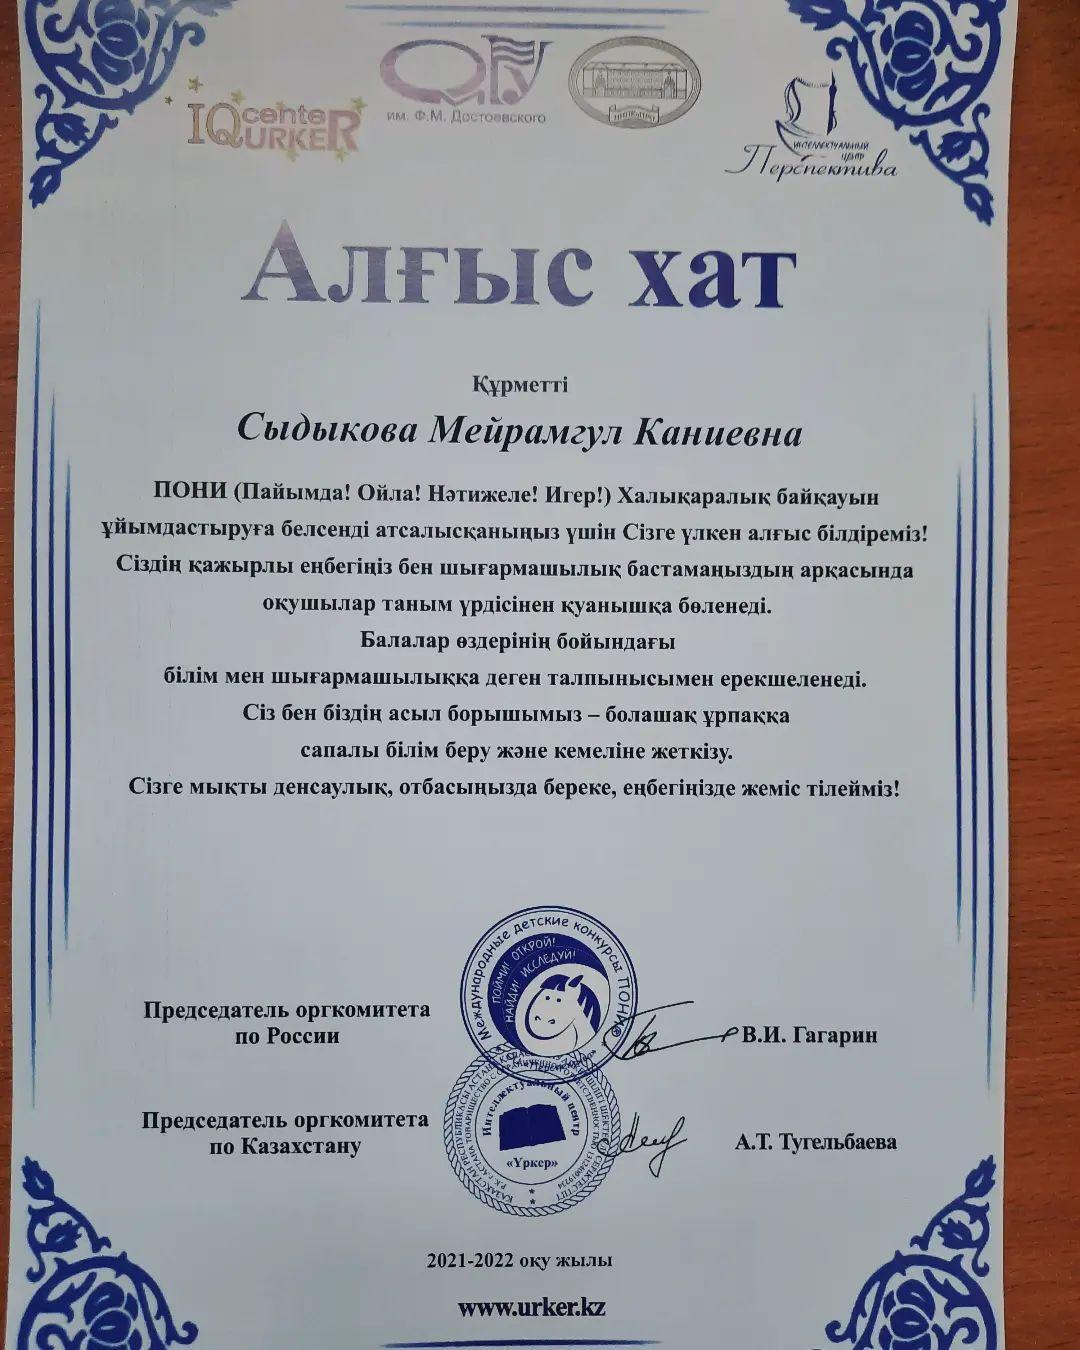 IQ center
URKER
ОмГУ
им. Ф.М. Достоевского
ИНТЕЛЛЕКТУАЛЬНЫЙ
ЦЕНТР
Перспектива
Алғыс хат
Құрметті
Сыдыкова Мейрамгул Каниевна
ПОНИ (Пайымда! Ойла! Нәтижеле! Игер!) Халықаралық байқауын
ұйымдастыруға белсенді атсалысқаныңыз үшін Сізге үлкен алғыс білдіреміз!
Сіздің қажырлы еңбегіңіз бен шығармашылық бастамаңыздың арқасында
оқушылар таным үрдісінен қуанышқа бөленеді.
Балалар өздерінің бойындағы
білім мен шығармашылыққа деген талпынысымен ерекшеленеді.
Сіз бен біздің асыл борышымыз – болашақ ұрпаққа
сапалы білім беру және кемеліне жеткізу.
Сізге мықты денсаулық, отбасыңызда береке, еңбегіңізде жеміс тілейміз!
Международные детские конкурсы ПОНИ
ПОЙМИ! ОТКРОЙ!
НАЙДИ! ИССЛЕДУЙ!
Председатель оргкомитета
по России
В.И. Гагарин
Интеллектуальный центр
«Үркер»
Председатель оргкомитета
по Казахстану
А.Т. Тугельбаева
2021-2022 оқу жылы
www.urker.kz